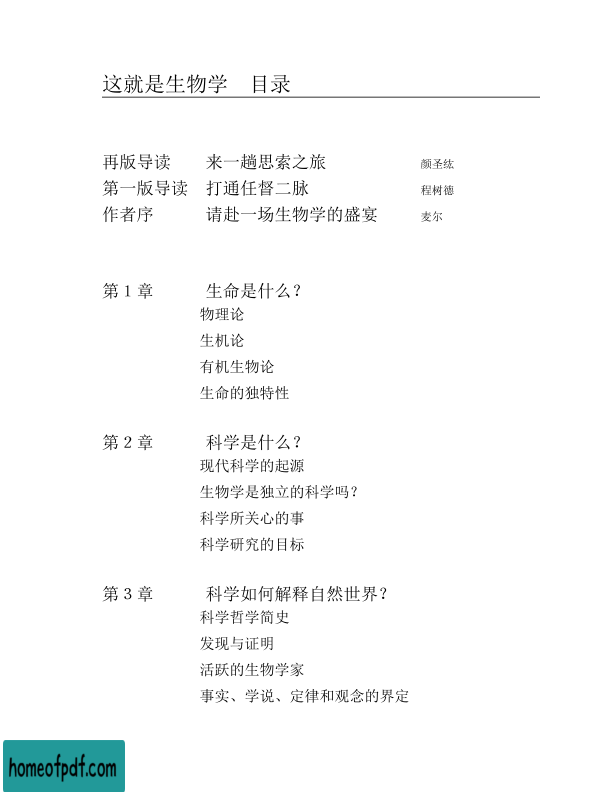 这就是生物学 目录
再版导读 来一趟思索之旅 颜圣纮
第一版导读 打通任督二脉 程树德
作者序 请赴一场生物学的盛宴 麦尔
第 1 章 生命是什么？
物理论
生机论
有机生物论
生命的独特性
第 2 章 科学是什么？
现代科学的起源
生物学是独立的科学吗？
科学所关心的事
科学研究的目标
第 3 章 科学如何解释自然世界？
科学哲学简史
发现与证明
活跃的生物学家
事实、学说、定律和观念的界定
homeofpdf.com